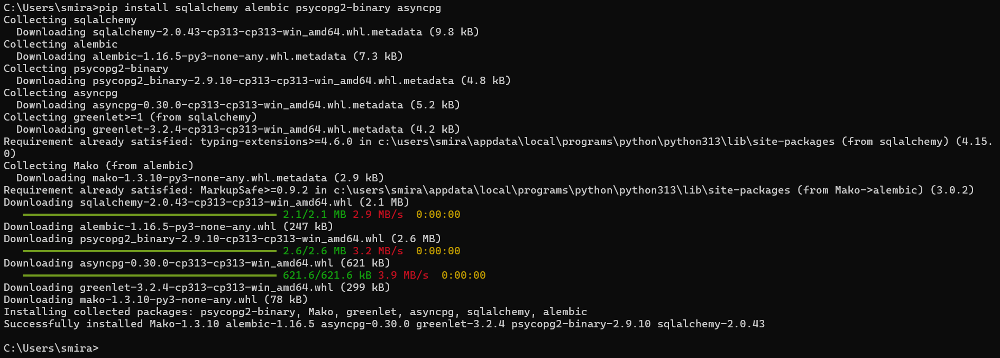 C:\Users\smira>pip install sqlalchemy alembic psycopg2-binary asyncpg
Collecting sqlalchemy
  Downloading sqlalchemy-2.0.43-cp313-cp313-win_amd64.whl.metadata (9.8 kB)
Collecting alembic
  Downloading alembic-1.16.5-py3-none-any.whl.metadata (7.3 kB)
Collecting psycopg2-binary
  Downloading psycopg2_binary-2.9.10-cp313-cp313-win_amd64.whl.metadata (4.8 kB)
Collecting asyncpg
  Downloading asyncpg-0.30.0-cp313-cp313-win_amd64.whl.metadata (5.2 kB)
Collecting greenlet>=1 (from sqlalchemy)
  Downloading greenlet-3.2.4-cp313-cp313-win_amd64.whl.metadata (4.2 kB)
Requirement already satisfied: typing-extensions>=4.6.0 in c:\users\smira\appdata\local\programs\python\python313\lib\site-packages (from sqlalchemy) (4.15.
0)
Collecting Mako (from alembic)
  Downloading mako-1.3.10-py3-none-any.whl.metadata (2.9 kB)
Requirement already satisfied: MarkupSafe>=0.9.2 in c:\users\smira\appdata\local\programs\python\python313\lib\site-packages (from Mako->alembic) (3.0.2)
Downloading sqlalchemy-2.0.43-cp313-cp313-win_amd64.whl (2.1 MB)
2.1/2.1 MB 2.9 MB/s  0:00:00
Downloading alembic-1.16.5-py3-none-any.whl (247 kB)
Downloading psycopg2_binary-2.9.10-cp313-cp313-win_amd64.whl (2.6 MB)
2.6/2.6 MB 3.2 MB/s  0:00:00
Downloading asyncpg-0.30.0-cp313-cp313-win_amd64.whl (621 kB)
621.6/621.6 kB 3.9 MB/s  0:00:00
Downloading greenlet-3.2.4-cp313-cp313-win_amd64.whl (299 kB)
Downloading mako-1.3.10-py3-none-any.whl (78 kB)
Installing collected packages: psycopg2-binary, Mako, greenlet, asyncpg, sqlalchemy, alembic
Successfully installed Mako-1.3.10 alembic-1.16.5 asyncpg-0.30.0 greenlet-3.2.4 psycopg2-binary-2.9.10 sqlalchemy-2.0.43
C:\Users\smira>